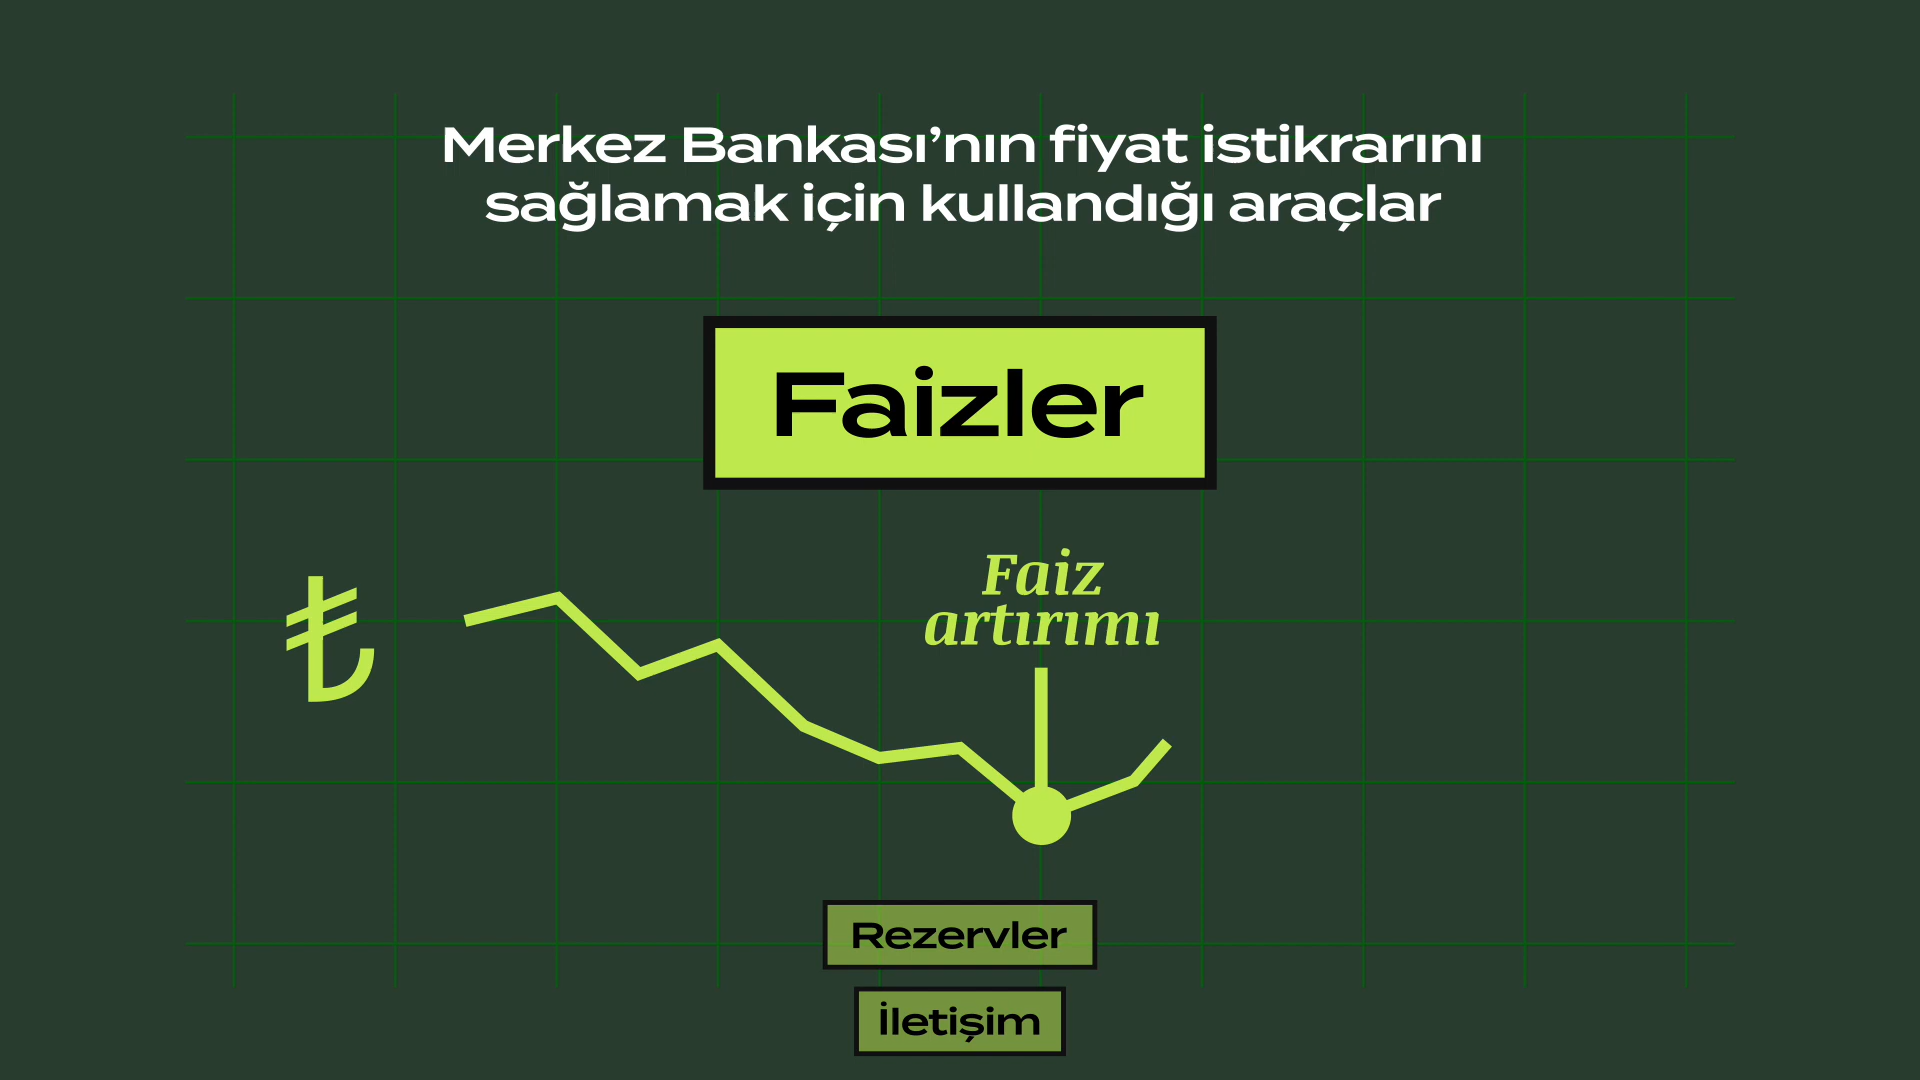 Merkez Bankası’nın fiyat istikrarını
sağlamak için kullandığı araçlar
Faizler
Faiz
artırımı
₺
Rezervler
İletişim